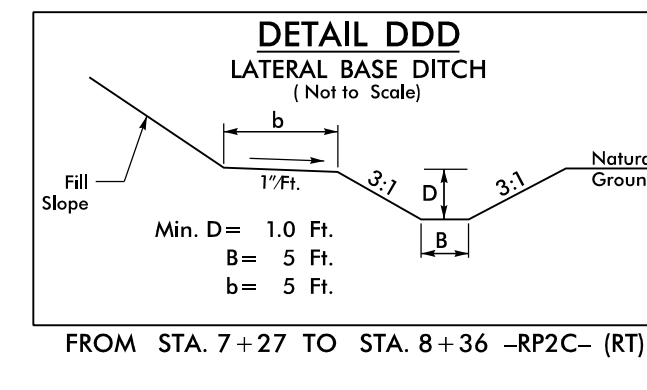 DETAIL DDD
LATERAL BASE DITCH
( Not to Scale)
b
1"/Ft.
3:1
D
3:1
Fill
Slope
B
Min. D= 1.0 Ft.
B= 5 Ft.
b= 5 Ft.
FROM STA. 7+27 TO STA. 8+36 –RP2C– (RT)